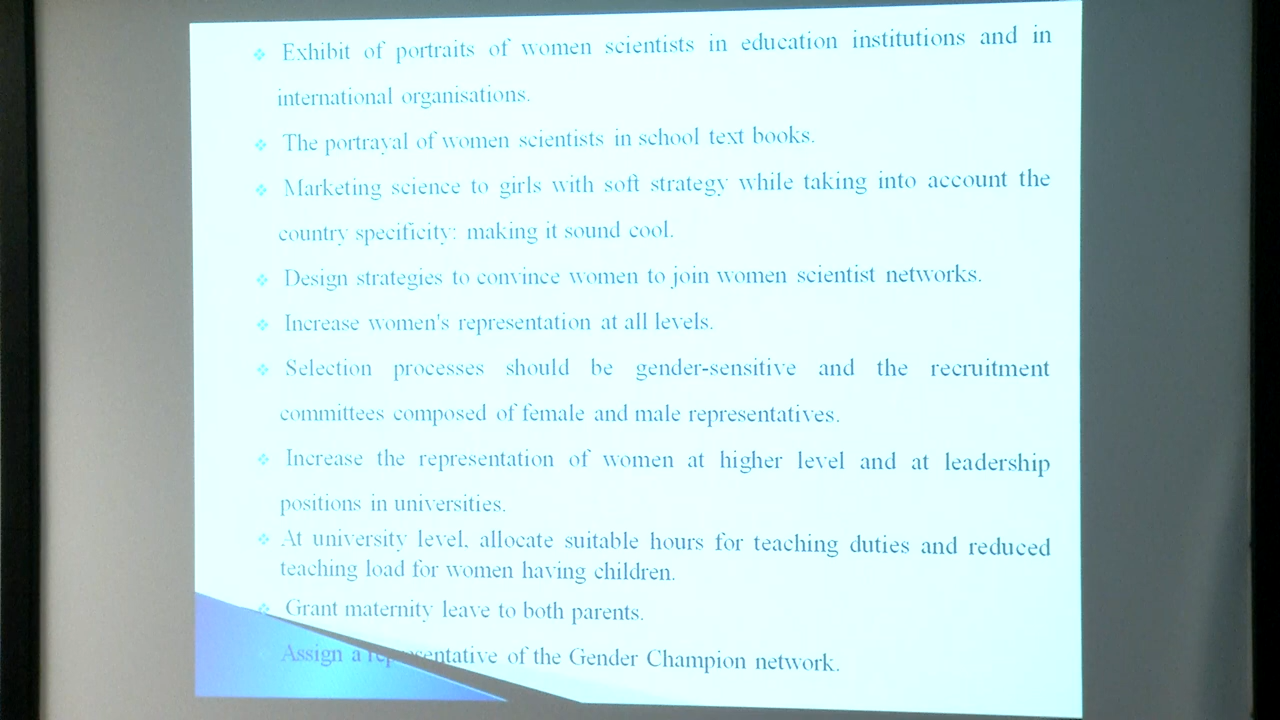 Exhibit of portraits of women scientists in education institutions and in
international organisations.
The portrayal of women scientists in school text books.
Marketing science to girls with soft strategy while taking into account the
country specificity: making it sound cool.
Design strategies to convince women to join women scientist networks.
Increase women's representation at all levels.
Selection processes should be gender-sensitive and the recruitment
committees composed of female and male representatives.
Increase the representation of women at higher level and at leadership
positions in universities.
At university level, allocate suitable hours for teaching duties and reduced
teaching load for women having children.
Grant maternity leave to both parents.
Assign a representative of the Gender Champion network.